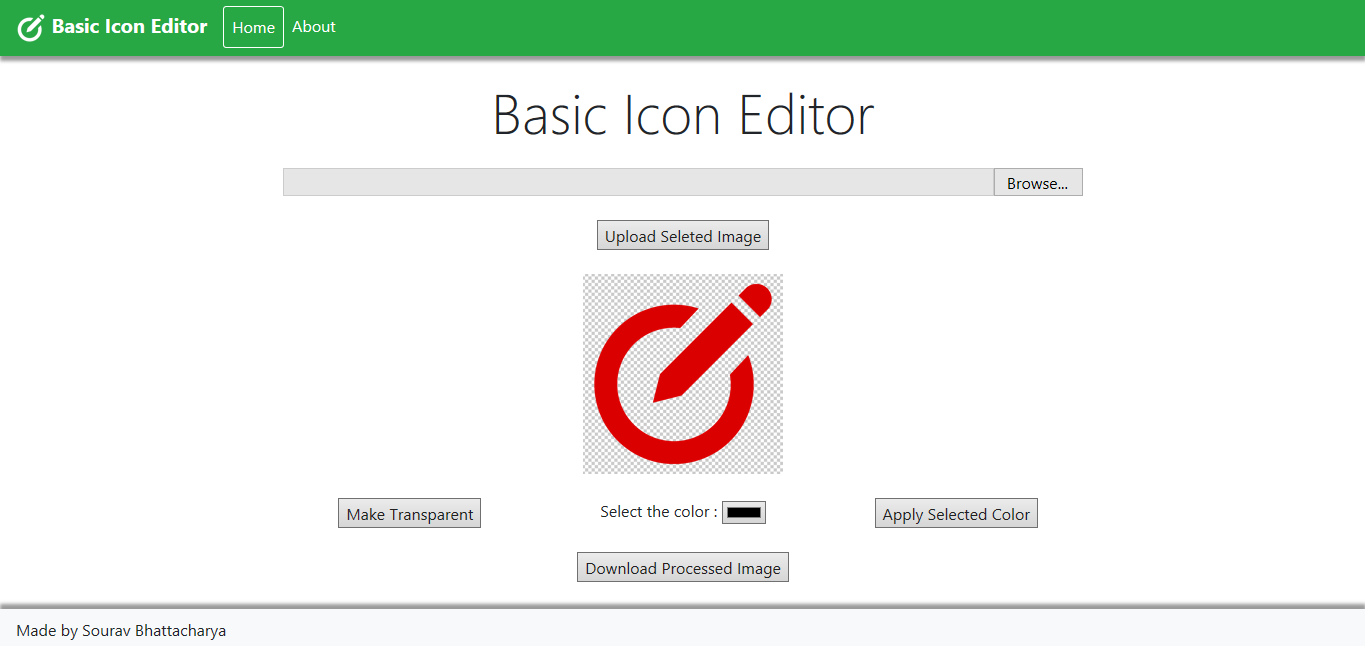 Basic Icon Editor Home About
Basic Icon Editor
Browse...
Upload Seleted Image
Make Transparent Select the color : Apply Selected Color
Download Processed Image
Made by Sourav Bhattacharya